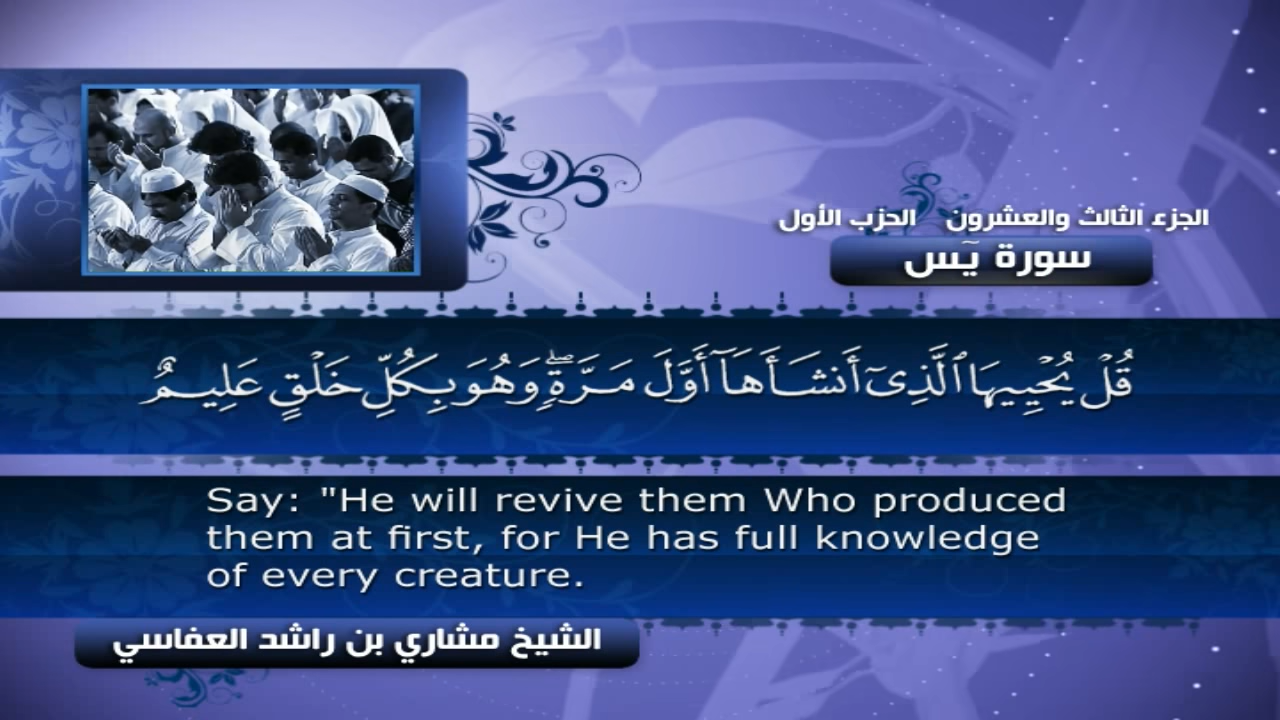 الجزء الثالث والعشرون الحزب الأول
سورة يٓس
قُلْ يُحْيِيهَا ٱلَّذِىٓ أَنشَأَهَآ أَوَّلَ مَرَّةٍۖ وَهُوَ بِكُلِّ خَلْقٍ عَلِيمٌ
Say: "He will revive them Who produced
them at first, for He has full knowledge
of every creature.
الشيخ مشاري بن راشد العفاسي